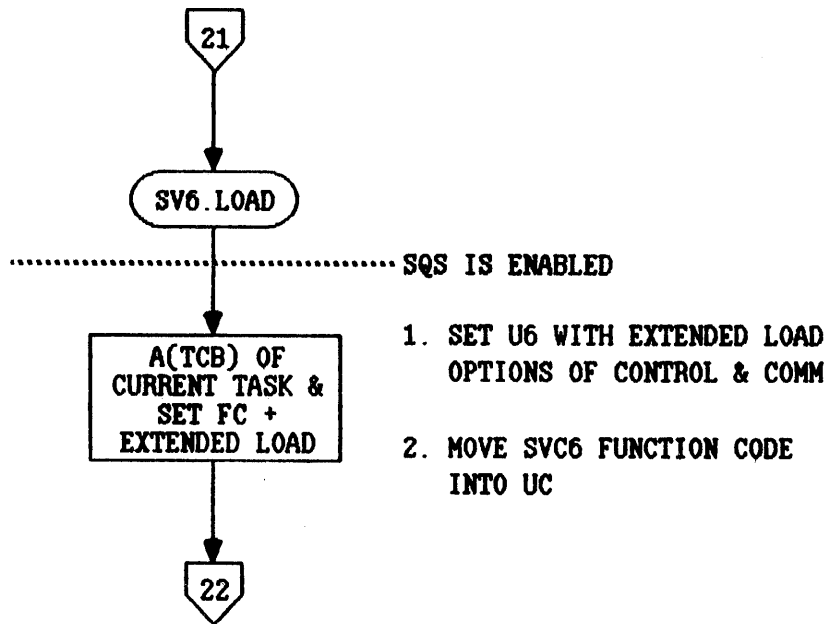 21
SV6.LOAD
SQS IS ENABLED
A(TCB) OF
CURRENT TASK &
SET FC +
EXTENDED LOAD
1. SET U6 WITH EXTENDED LOAD
OPTIONS OF CONTROL & COMM
2. MOVE SVC6 FUNCTION CODE
INTO UC
22